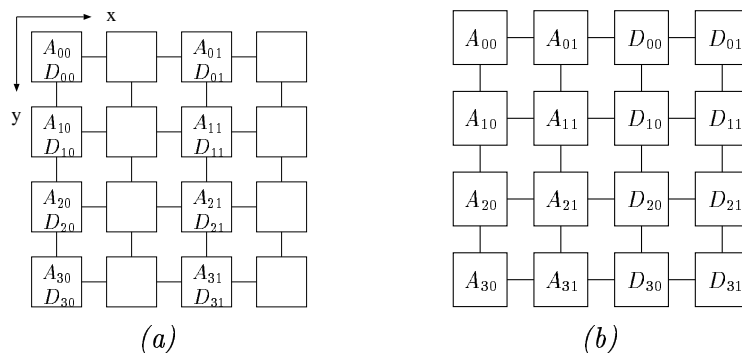 x
y
A₀₀ A₀₁
D₀₀ D₀₁
A₁₀ A₁₁
D₁₀ D₁₁
A₂₀ A₂₁
D₂₀ D₂₁
A₃₀ A₃₁
D₃₀ D₃₁
(a)
A₀₀ A₀₁ D₀₀ D₀₁
A₁₀ A₁₁ D₁₀ D₁₁
A₂₀ A₂₁ D₂₀ D₂₁
A₃₀ A₃₁ D₃₀ D₃₁
(b)